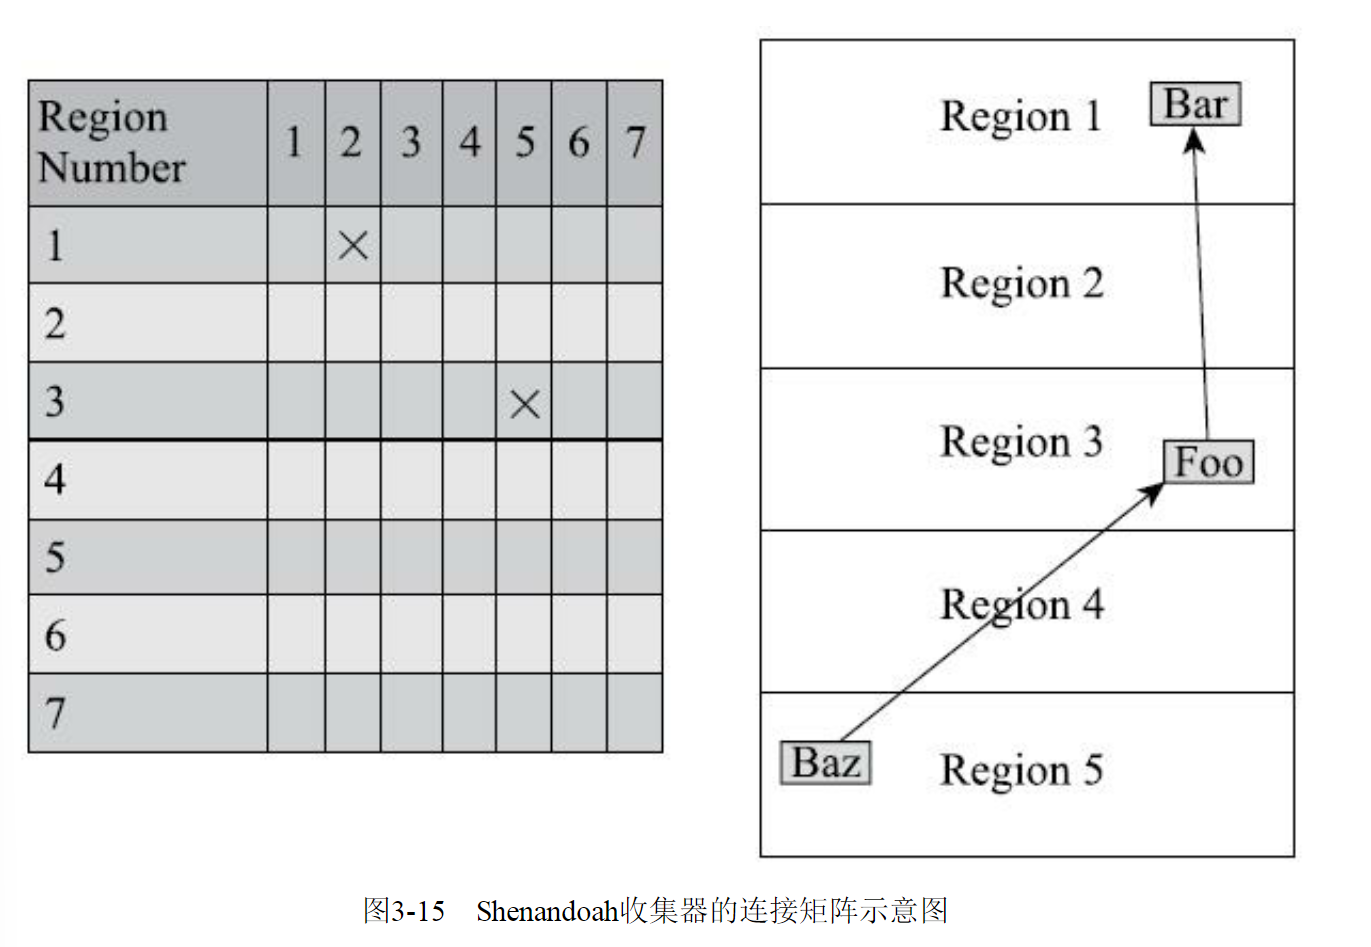 Region
Number
1 2 3 4 5 6 7
1 ×
2
3 ×
4
5
6
7
Region 1
Bar
Region 2
Region 3
Foo
Region 4
Baz
Region 5
图3-15 Shenandoah收集器的连接矩阵示意图